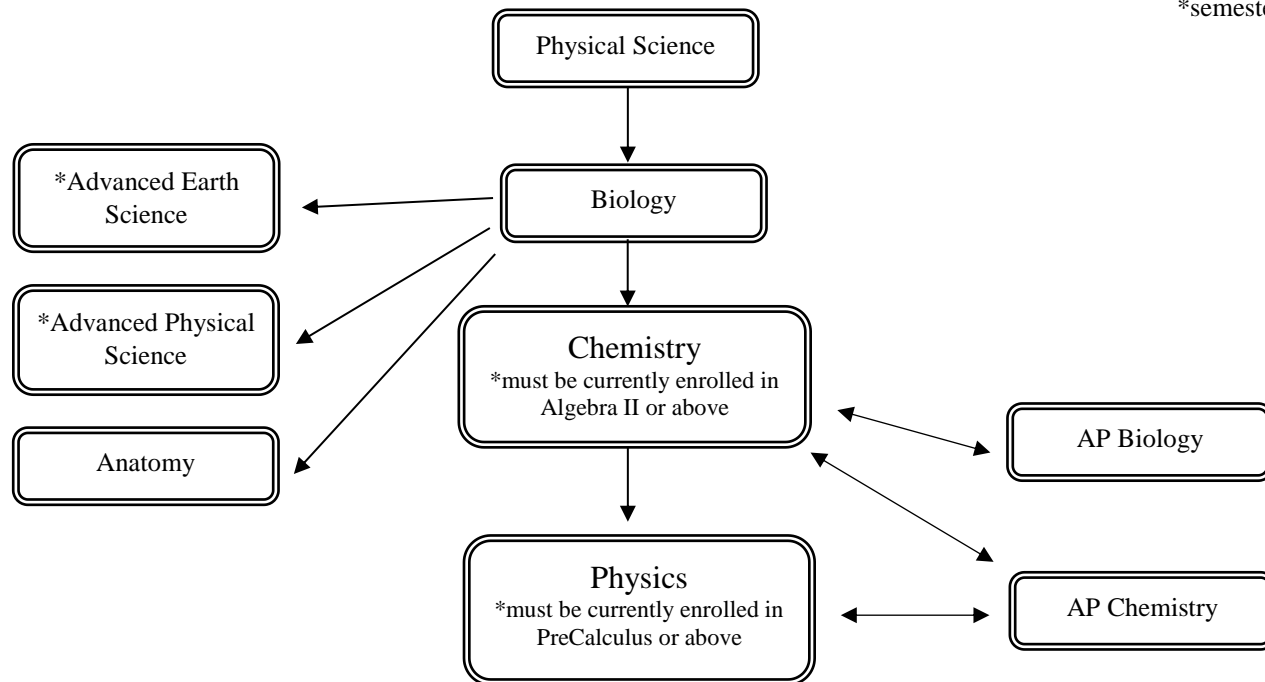 Physical Science
*Advanced Earth
Science
Biology
*Advanced Physical
Science
Chemistry
*must be currently enrolled in
Algebra II or above
Anatomy
AP Biology
Physics
*must be currently enrolled in
PreCalculus or above
AP Chemistry